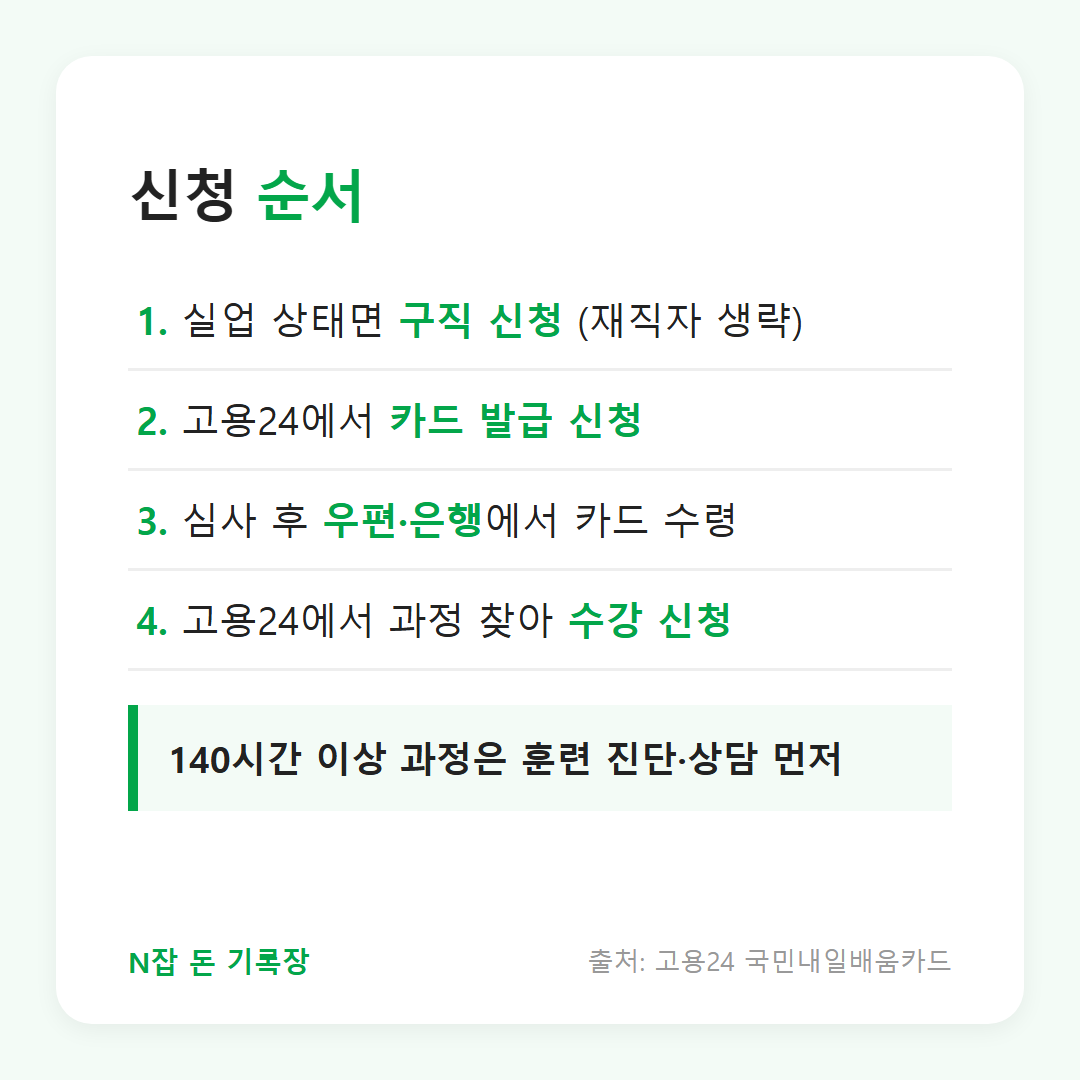 신청 순서
1. 실업 상태면 구직 신청 (재직자 생략)
2. 고용24에서 카드 발급 신청
3. 심사 후 우편·은행에서 카드 수령
4. 고용24에서 과정 찾아 수강 신청
140시간 이상 과정은 훈련 진단·상담 먼저
N잡 돈 기록장
출처: 고용24 국민내일배움카드